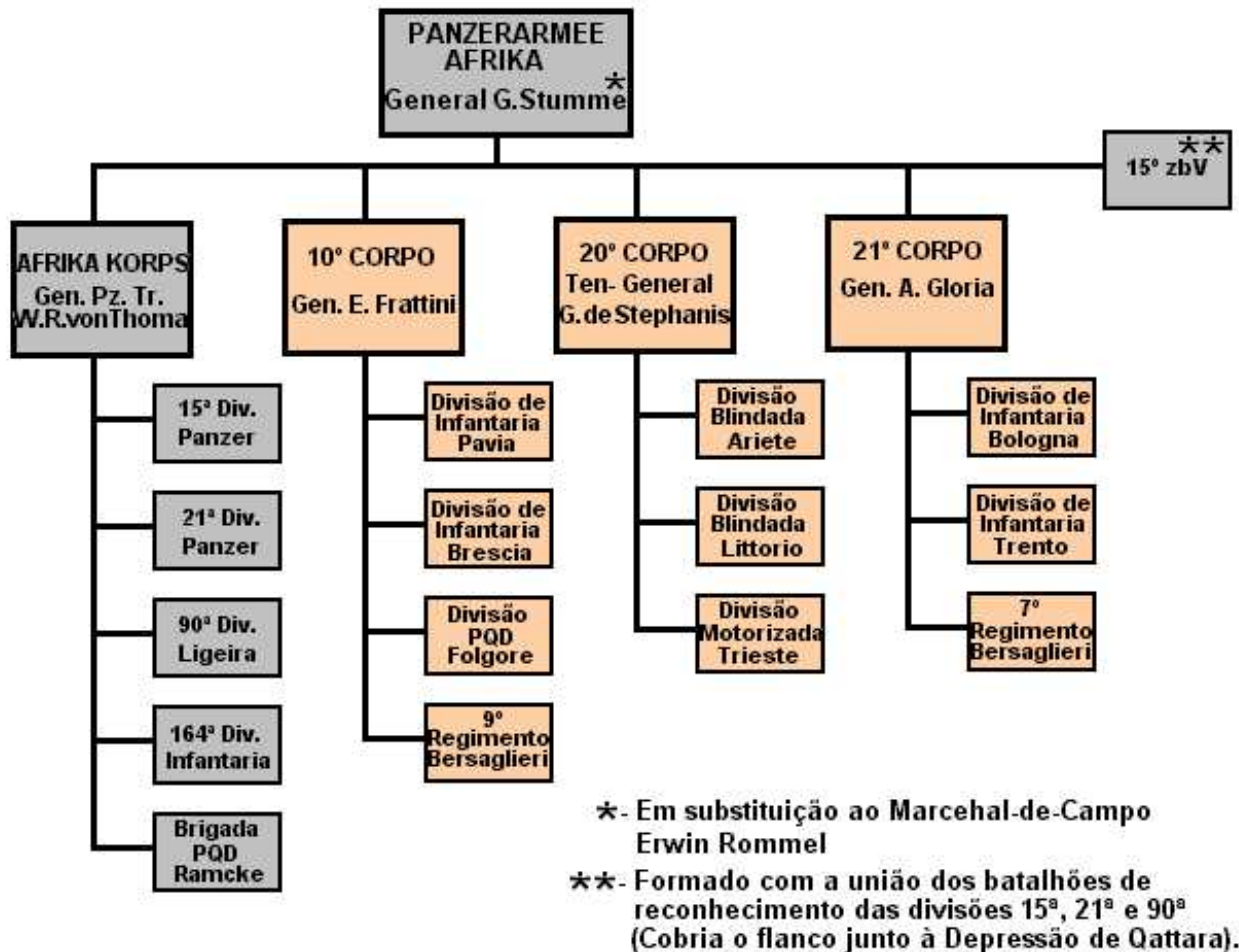 PANZERARMEE
AFRIKA
General G.Stumme*
15º zbV**
AFRIKA KORPS
Gen. Pz. Tr.
W.R.vonThoma
10º CORPO
Gen. E. Frattini
20º CORPO
Ten- General
G.deStephanis
21º CORPO
Gen. A. Gloria
15ª Div.
Panzer
21ª Div.
Panzer
90ª Div.
Ligeira
164ª Div.
Infantaria
Brigada
PQD
Ramcke
Divisão de
Infantaria
Pavia
Divisão de
Infantaria
Brescia
Divisão
PQD
Folgore
9º
Regimento
Bersaglieri
Divisão
Blindada
Ariete
Divisão
Blindada
Littorio
Divisão
Motorizada
Trieste
Divisão de
Infantaria
Bologna
Divisão de
Infantaria
Trento
7º
Regimento
Bersaglieri
*- Em substituição ao Marcehal-de-Campo
Erwin Rommel
**- Formado com a união dos batalhões de
reconhecimento das divisões 15ª, 21ª e 90ª
(Cobria o flanco junto à Depressão de Qattara).